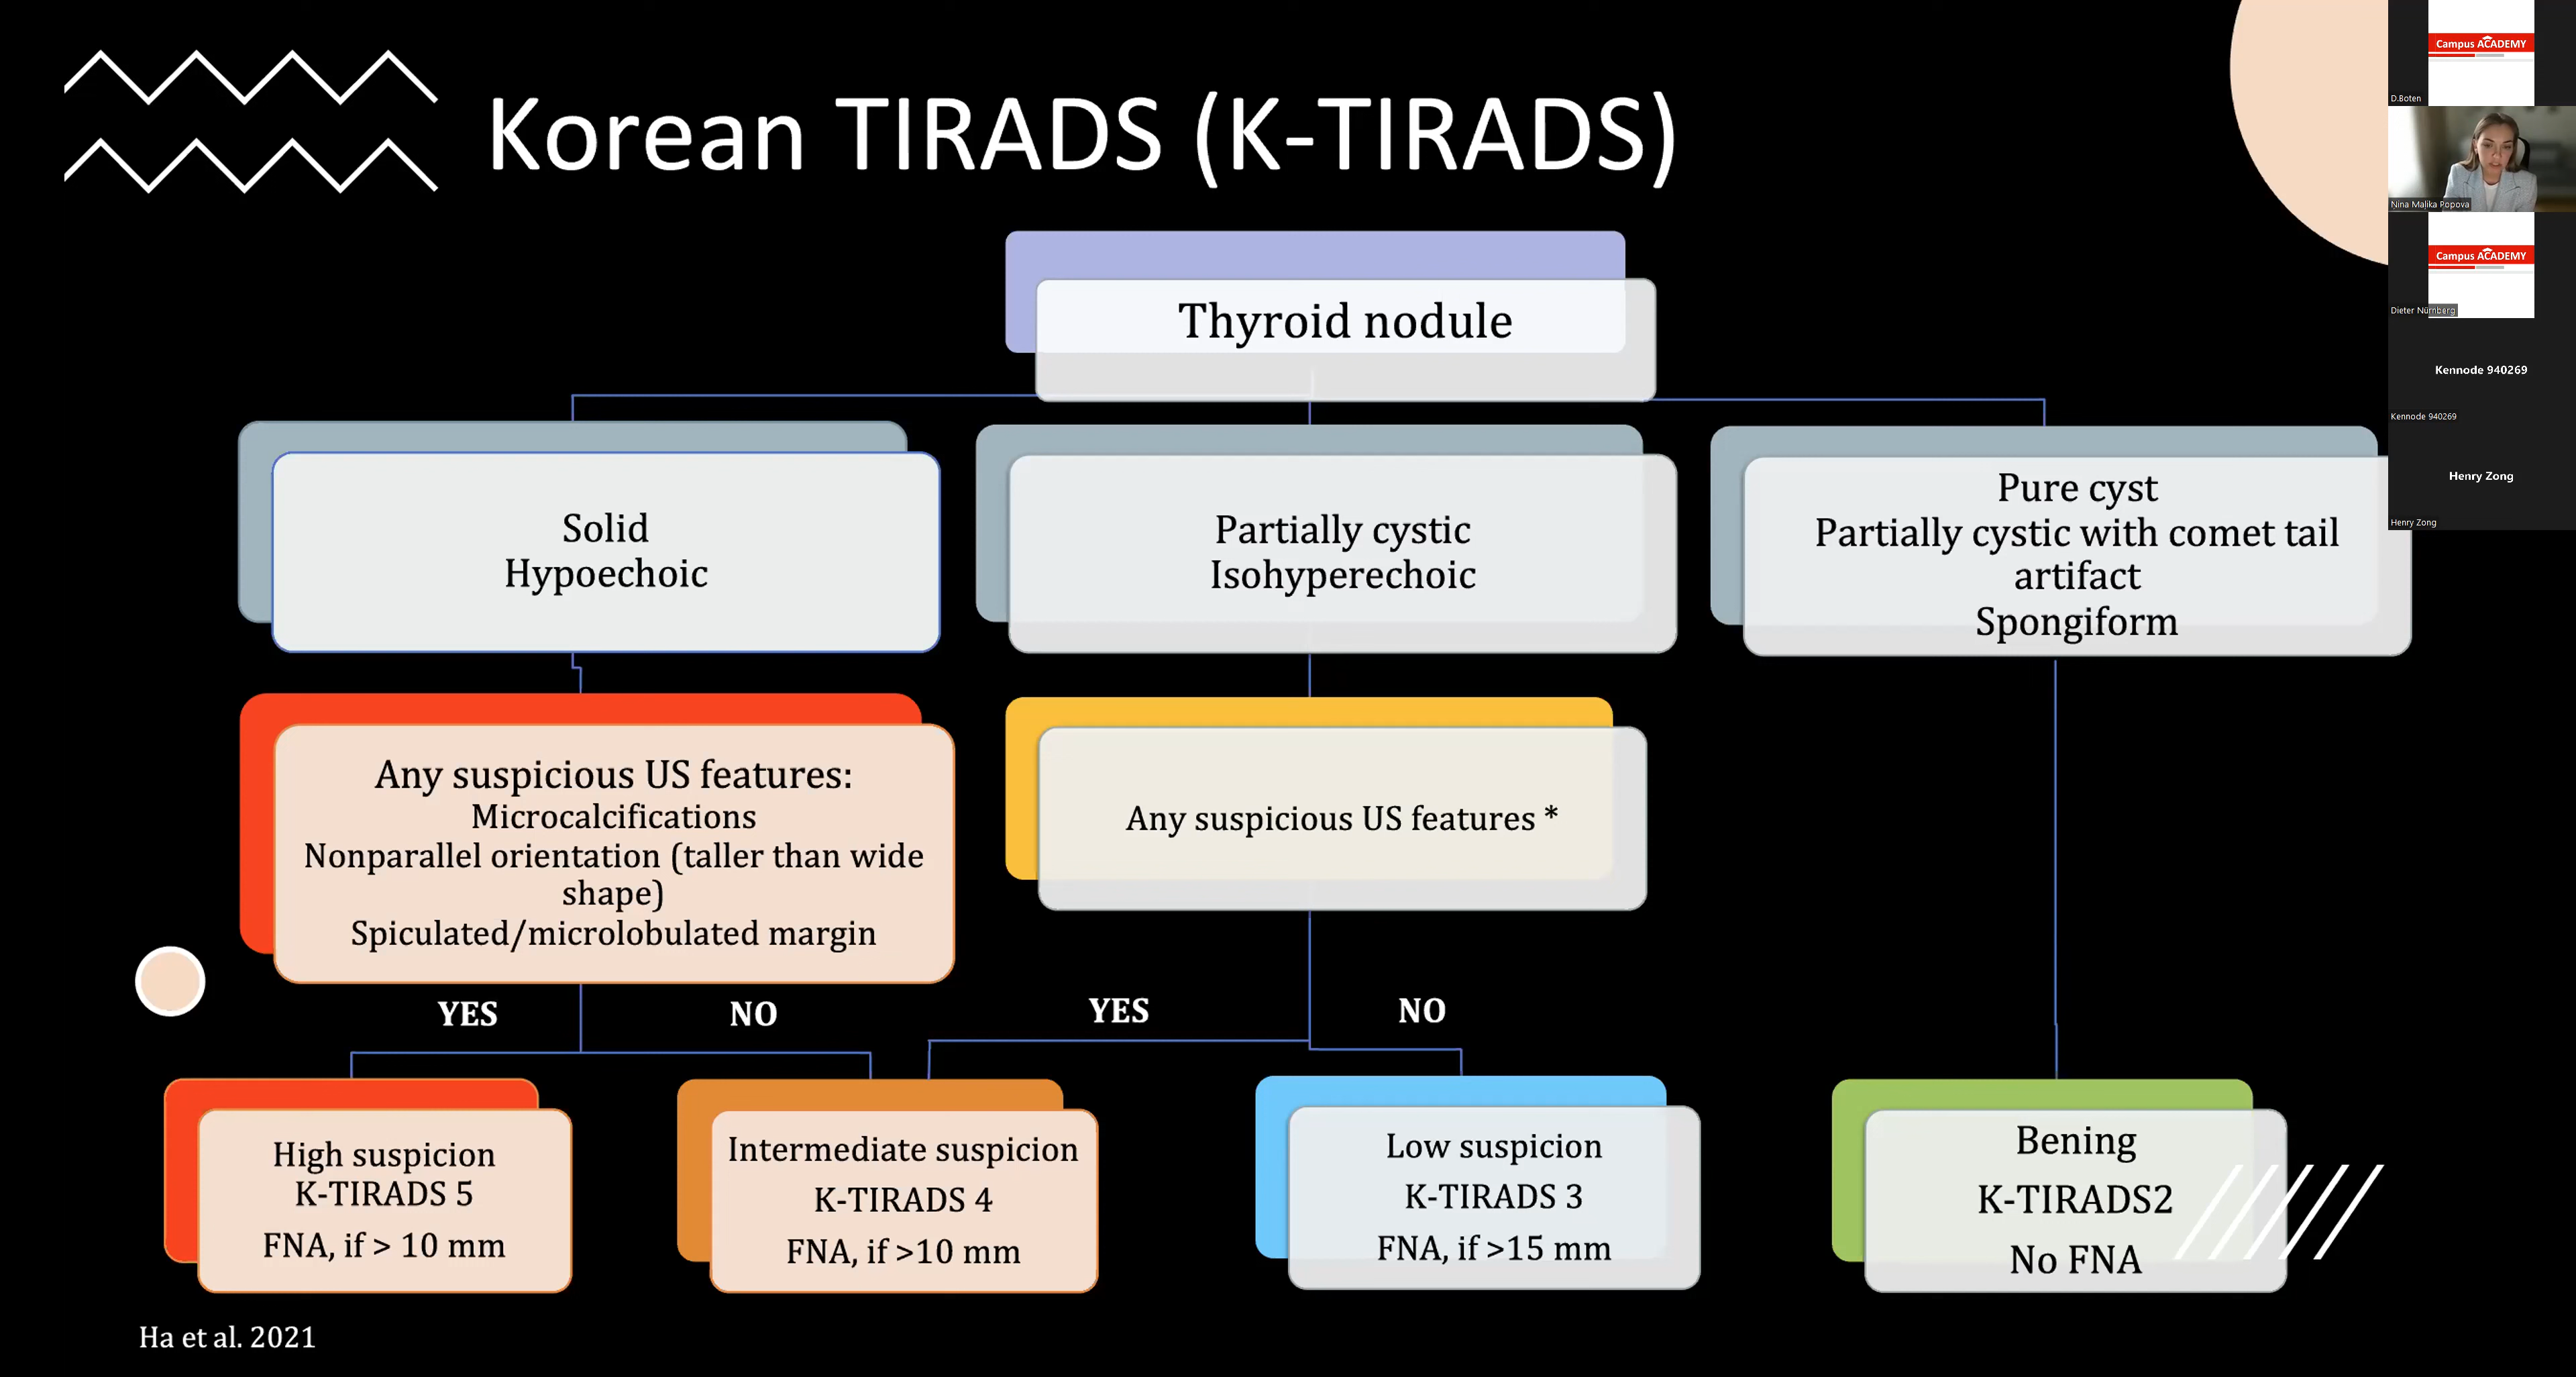 Korean TIRADS (K-TIRADS)
Thyroid nodule
Solid
Hypoechoic
Partially cystic
Isohyperechoic
Pure cyst
Partially cystic with comet tail
artifact
Spongiform
Any suspicious US features:
Microcalcifications
Nonparallel orientation (taller than wide
shape)
Spiculated/microlobulated margin
Any suspicious US features *
YES
NO
YES
NO
High suspicion
K-TIRADS 5
FNA, if > 10 mm
Intermediate suspicion
K-TIRADS 4
FNA, if >10 mm
Low suspicion
K-TIRADS 3
FNA, if >15 mm
Bening
K-TIRADS2
No FNA
Ha et al. 2021
Campus ACADEMY
D.Boten
Nina Malika Popova
Campus ACADEMY
Dieter Nürnberg
Kennode 940269
Kennode 940269
Henry Zong
Henry Zong